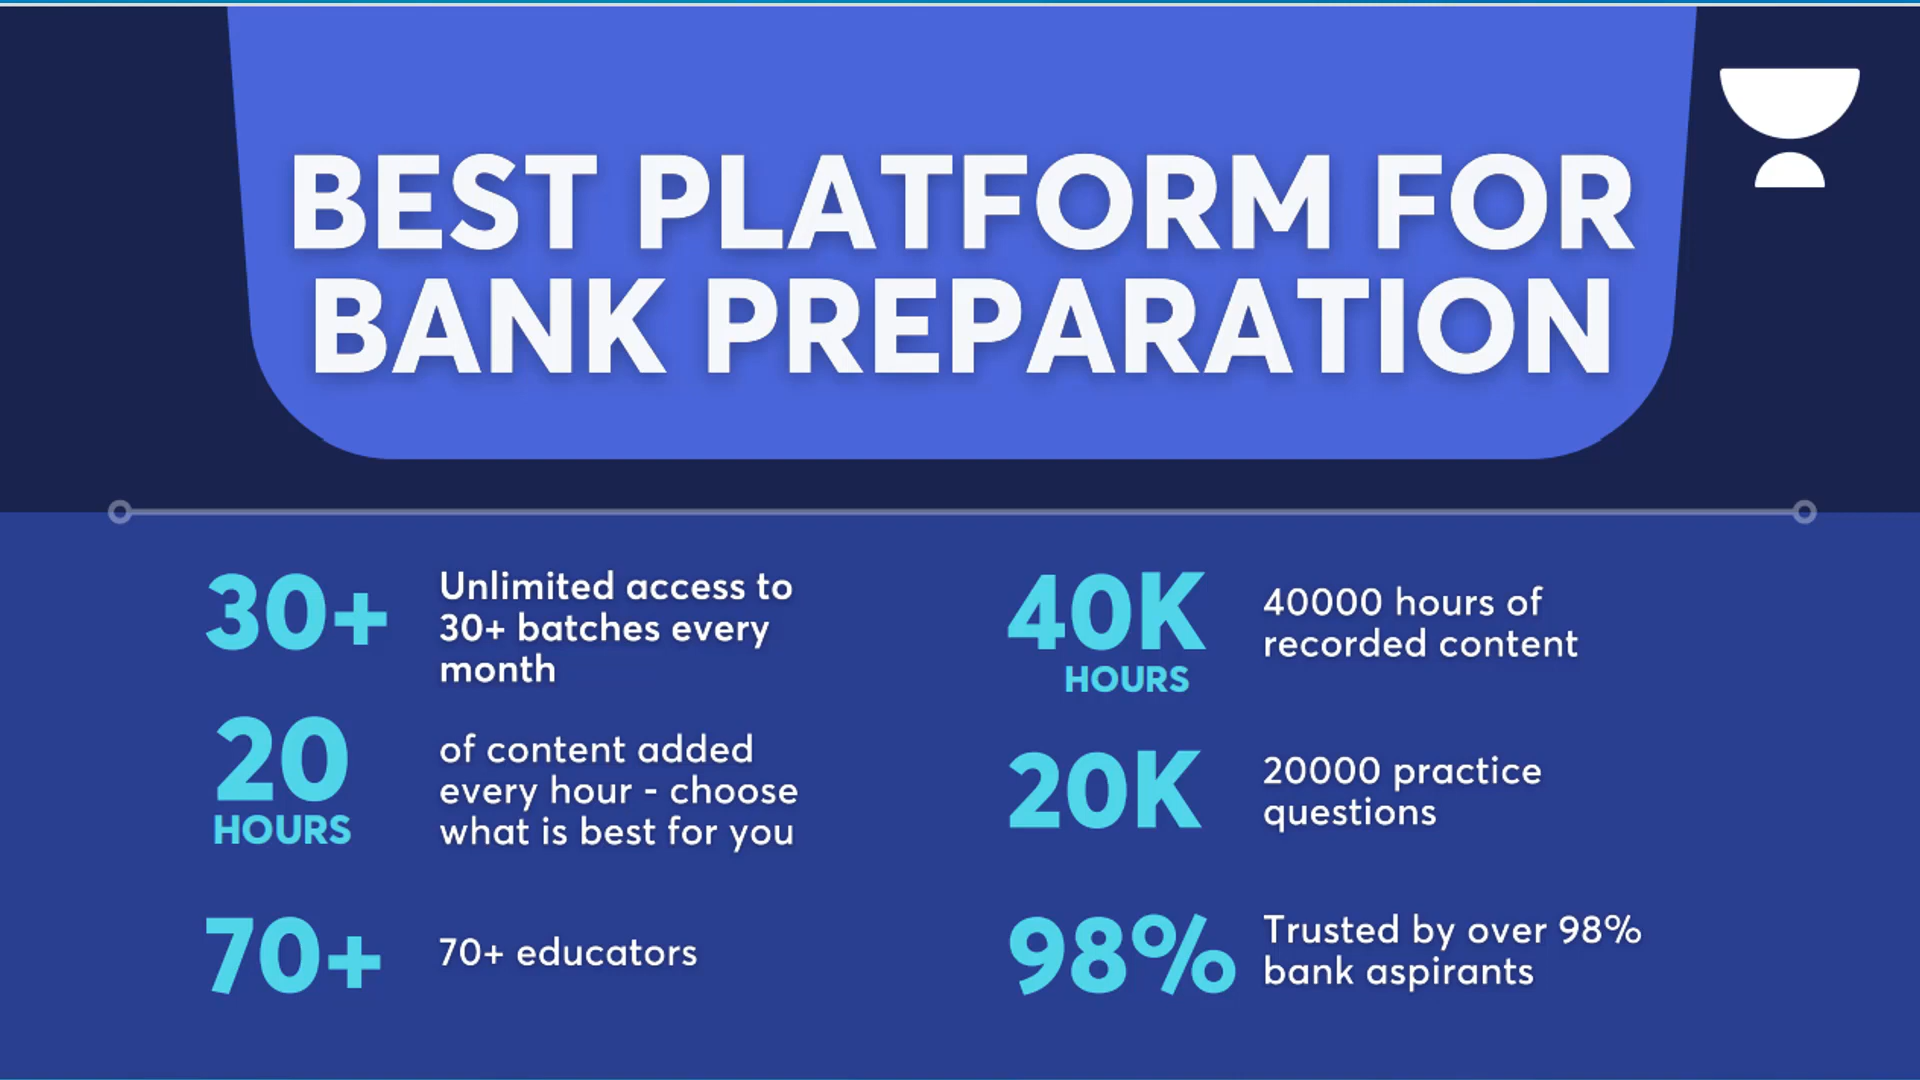 BEST PLATFORM FOR
BANK PREPARATION
30+
Unlimited access to
30+ batches every
month
20
HOURS
of content added
every hour - choose
what is best for you
70+
70+ educators
40K
HOURS
40000 hours of
recorded content
20K
20000 practice
questions
98%
Trusted by over 98%
bank aspirants